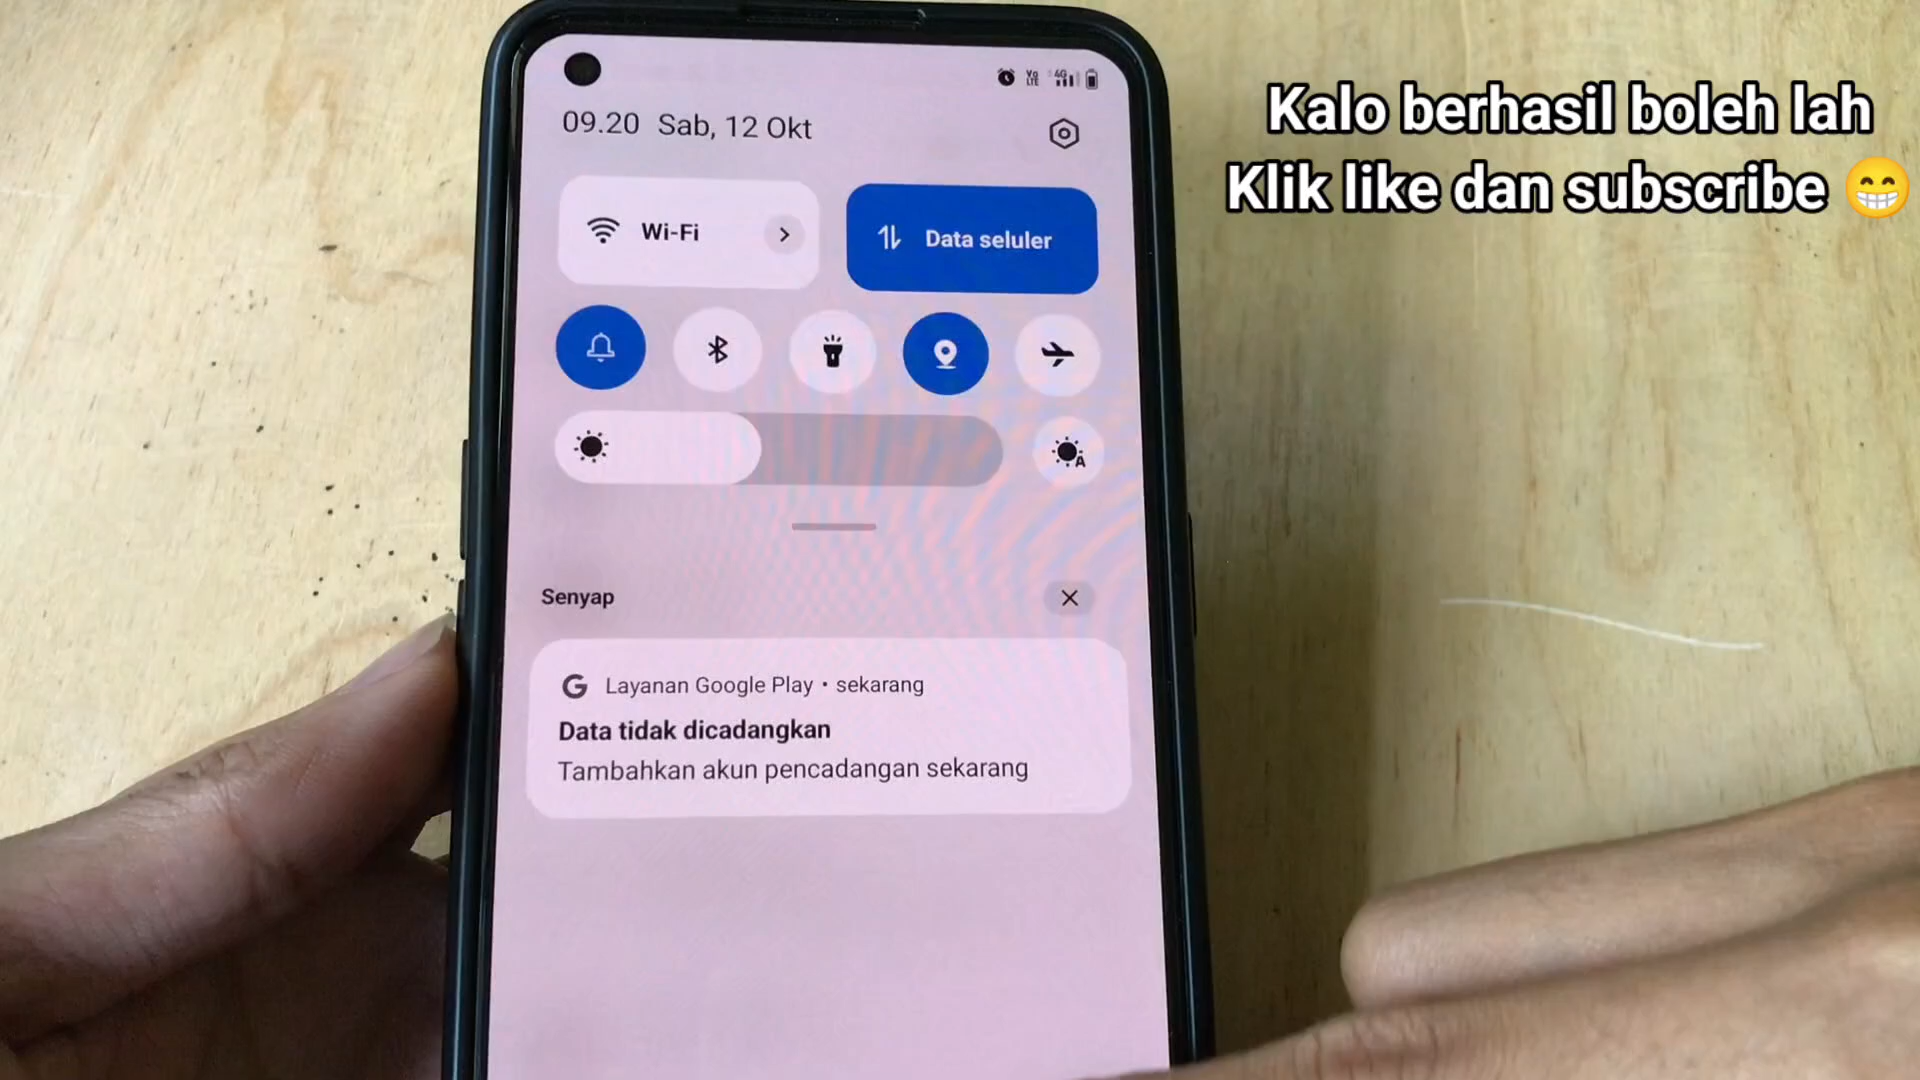 Kalo berhasil boleh lah
Klik like dan subscribe 😁
4G
09.20 Sab, 12 Okt
Wi-Fi
Data seluler
A
Senyap
G Layanan Google Play • sekarang
Data tidak dicadangkan
Tambahkan akun pencadangan sekarang